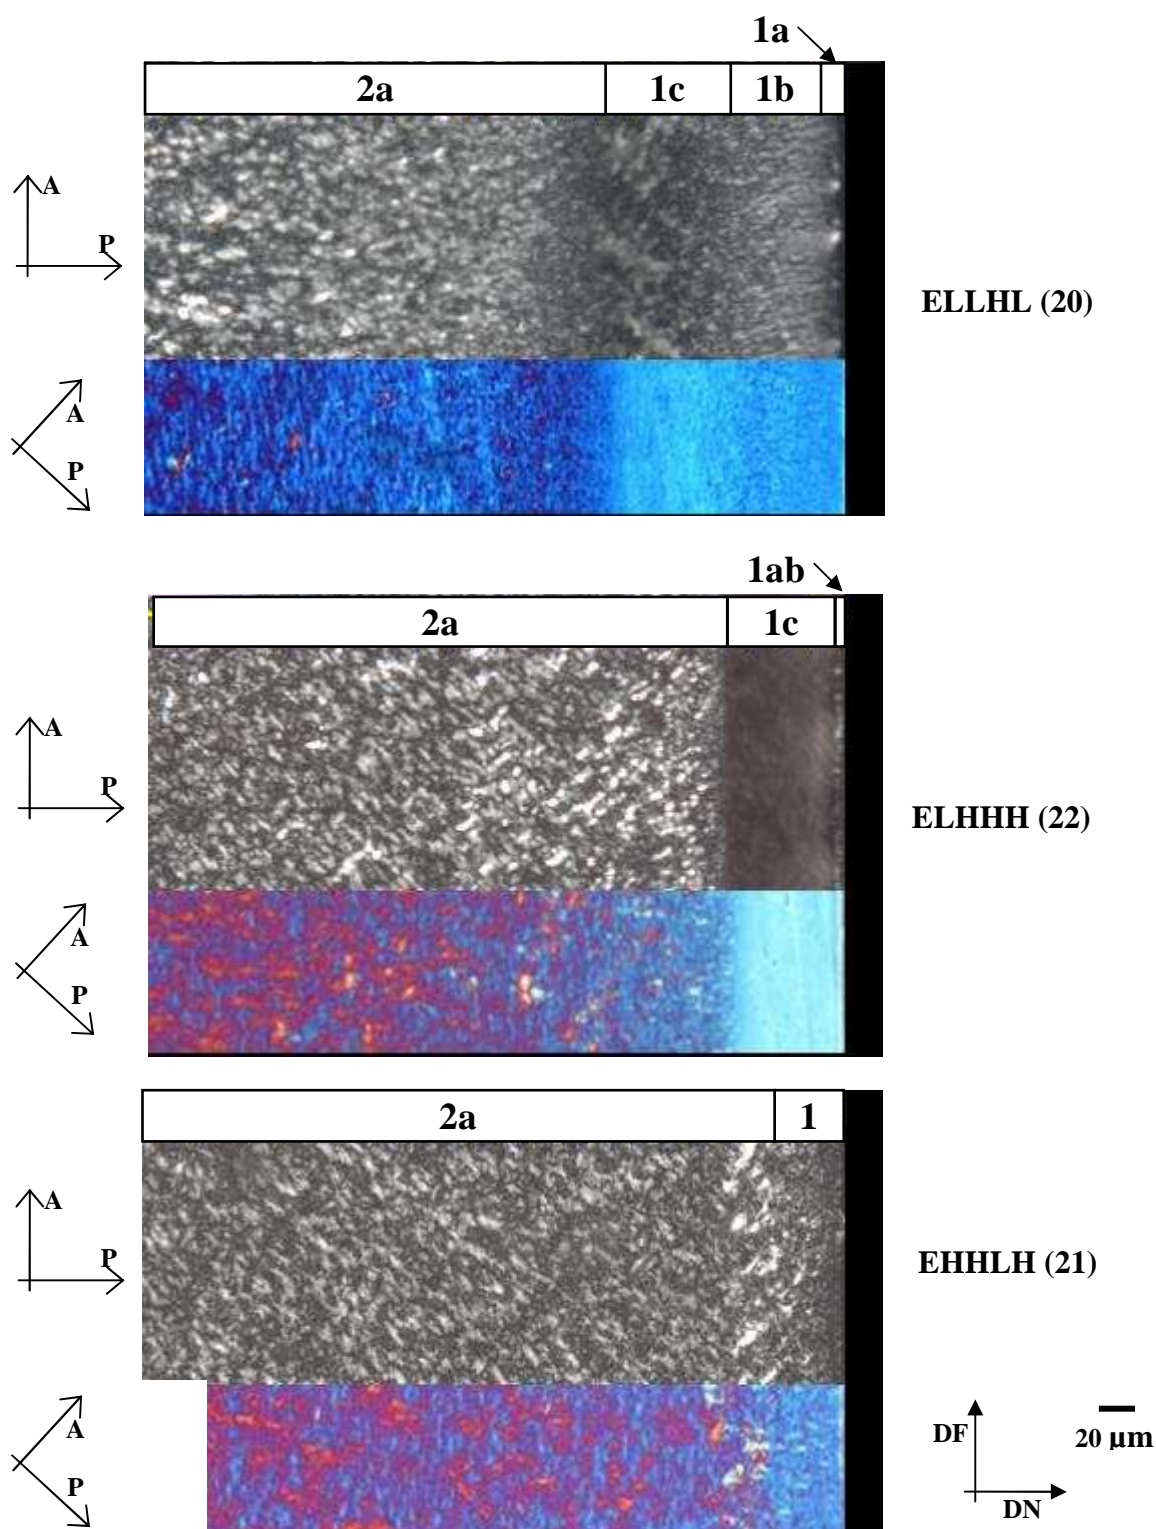 1a
2a 1c 1b
A
P
ELLHL (20)
A
P
1ab
2a 1c
A
P
ELHHH (22)
A
P
2a 1
A
P
EHHLH (21)
A
P
DF
DN
20 µm